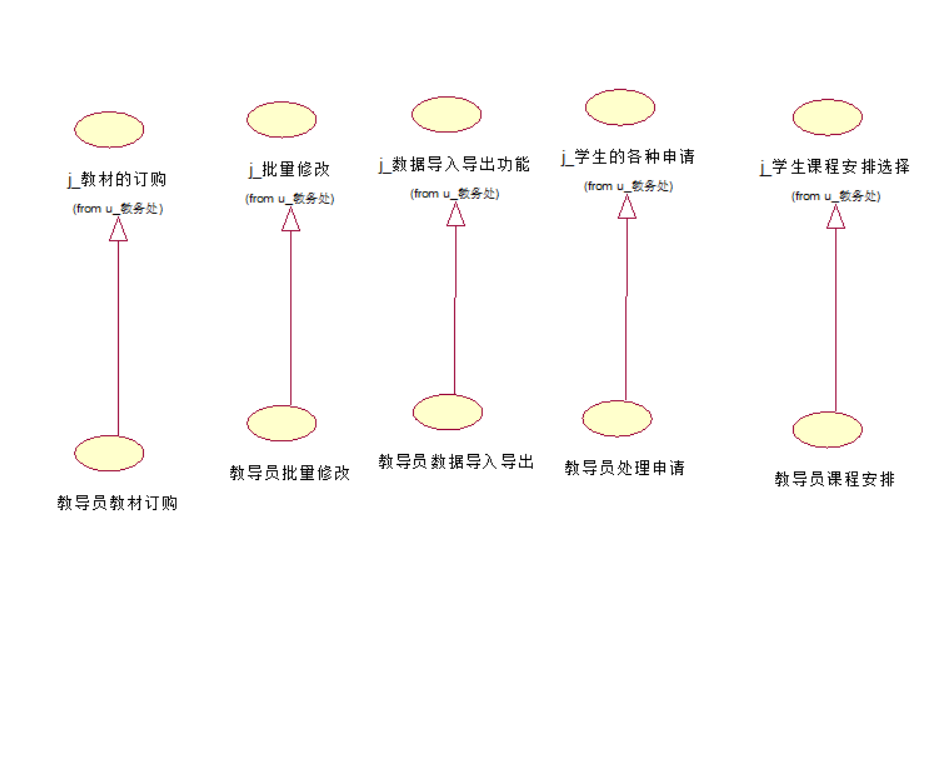 j_教材的订购
(from u_教务处)
j_批量修改
(from u_教务处)
j_数据导入导出功能
(from u_教务处)
j_学生的各种申请
(from u_教务处)
j_学生课程安排选择
(from u_教务处)
教导员教材订购
教导员批量修改
教导员数据导入导出
教导员处理申请
教导员课程安排